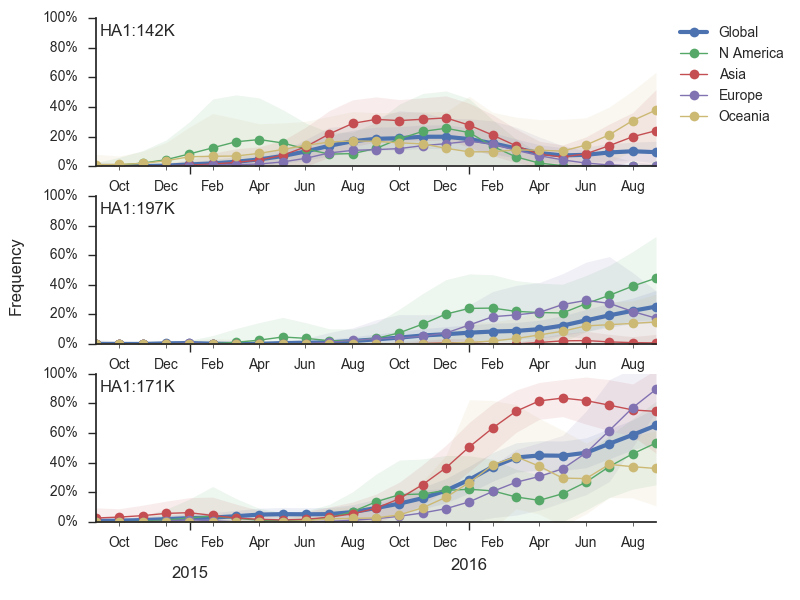 HA1:142K
100%
80%
60%
40%
20%
0%
Oct Dec Feb Apr Jun Aug Oct Dec Feb Apr Jun Aug
Global
N America
Asia
Europe
Oceania
HA1:197K
100%
80%
60%
40%
20%
0%
Oct Dec Feb Apr Jun Aug Oct Dec Feb Apr Jun Aug
Frequency
HA1:171K
100%
80%
60%
40%
20%
0%
Oct Dec Feb Apr Jun Aug Oct Dec Feb Apr Jun Aug
2015 2016